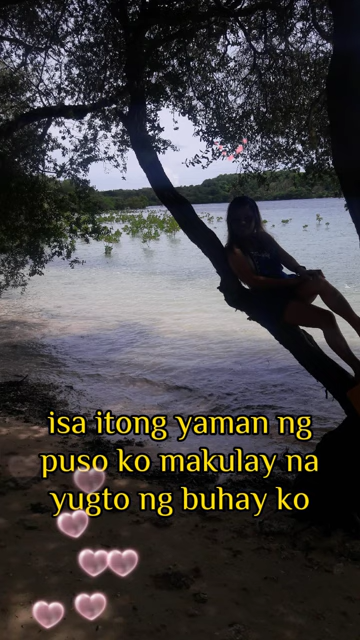 isa itong yaman ng
puso ko makulay na
yugto ng buhay ko